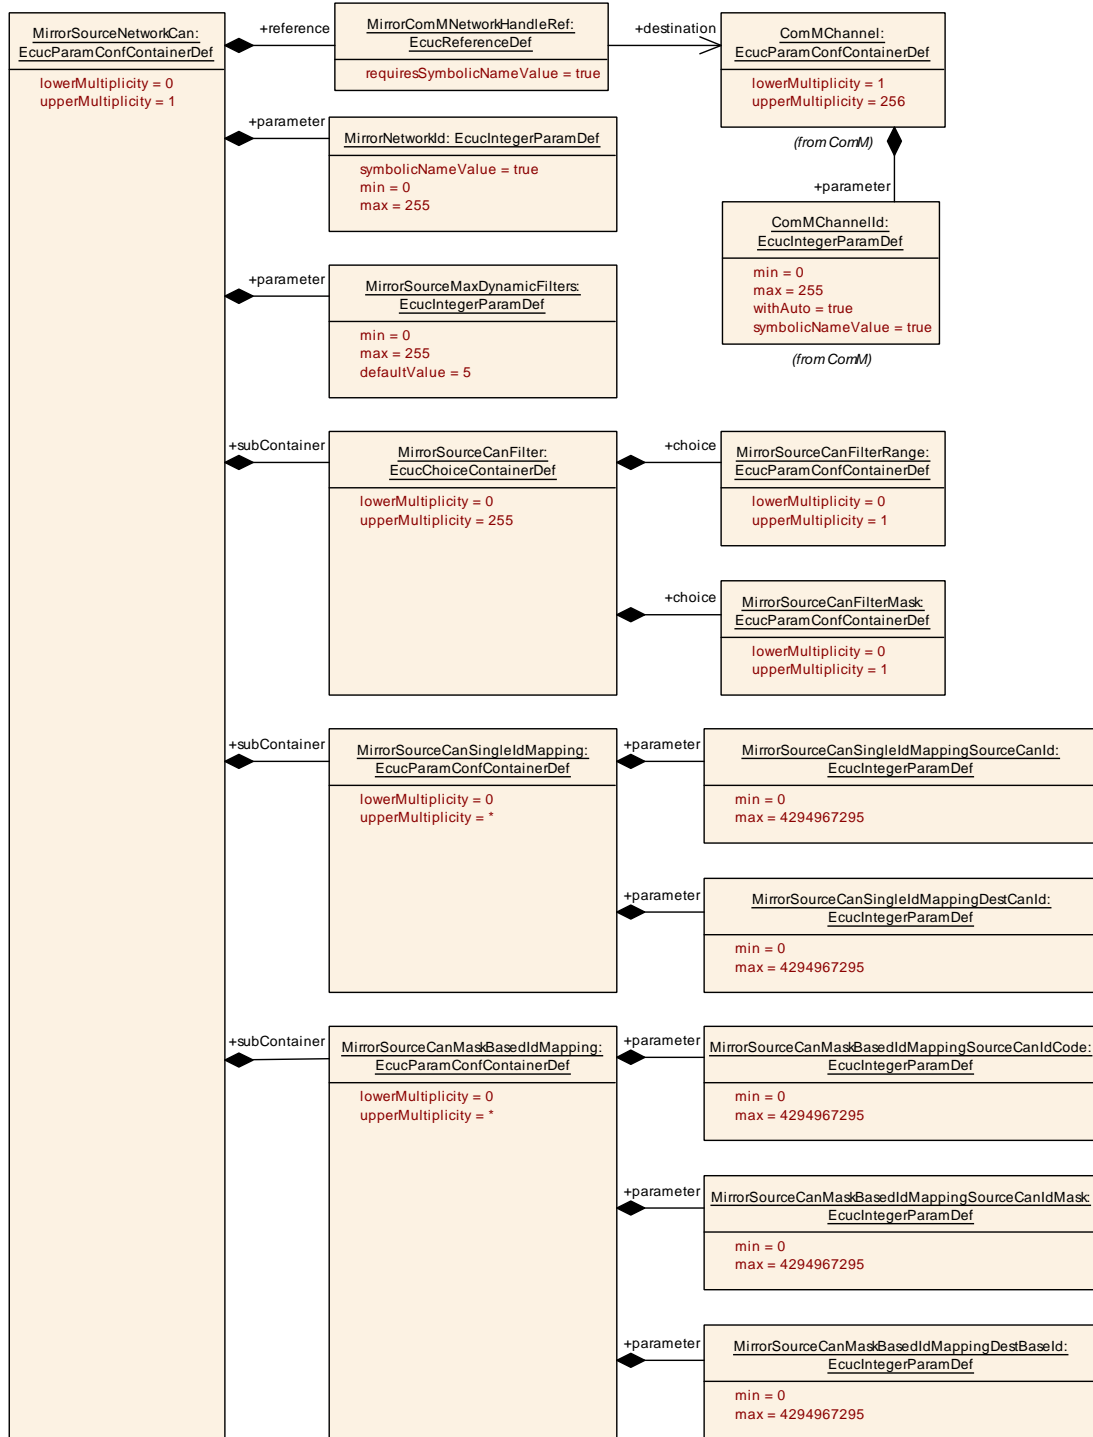 MirrorSourceNetworkCan:
EcucParamConfContainerDef
lowerMultiplicity = 0
upperMultiplicity = 1
+reference
MirrorComMNetworkHandleRef:
EcucReferenceDef
requiresSymbolicNameValue = true
+destination
ComMChannel:
EcucParamConfContainerDef
lowerMultiplicity = 1
upperMultiplicity = 256
(from ComM)
+parameter
MirrorNetworkId: EcucIntegerParamDef
symbolicNameValue = true
min = 0
max = 255
+parameter
ComMChannelId:
EcucIntegerParamDef
min = 0
max = 255
withAuto = true
symbolicNameValue = true
(from ComM)
+parameter
MirrorSourceMaxDynamicFilters:
EcucIntegerParamDef
min = 0
max = 255
defaultValue = 5
+subContainer
MirrorSourceCanFilter:
EcucChoiceContainerDef
lowerMultiplicity = 0
upperMultiplicity = 255
+choice
MirrorSourceCanFilterRange:
EcucParamConfContainerDef
lowerMultiplicity = 0
upperMultiplicity = 1
+choice
MirrorSourceCanFilterMask:
EcucParamConfContainerDef
lowerMultiplicity = 0
upperMultiplicity = 1
+subContainer
MirrorSourceCanSingleIdMapping:
EcucParamConfContainerDef
lowerMultiplicity = 0
upperMultiplicity = *
+parameter
MirrorSourceCanSingleIdMappingSourceCanId:
EcucIntegerParamDef
min = 0
max = 4294967295
+parameter
MirrorSourceCanSingleIdMappingDestCanId:
EcucIntegerParamDef
min = 0
max = 4294967295
+subContainer
MirrorSourceCanMaskBasedIdMapping:
EcucParamConfContainerDef
lowerMultiplicity = 0
upperMultiplicity = *
+parameter
MirrorSourceCanMaskBasedIdMappingSourceCanIdCode:
EcucIntegerParamDef
min = 0
max = 4294967295
+parameter
MirrorSourceCanMaskBasedIdMappingSourceCanIdMask:
EcucIntegerParamDef
min = 0
max = 4294967295
+parameter
MirrorSourceCanMaskBasedIdMappingDestBaseId:
EcucIntegerParamDef
min = 0
max = 4294967295